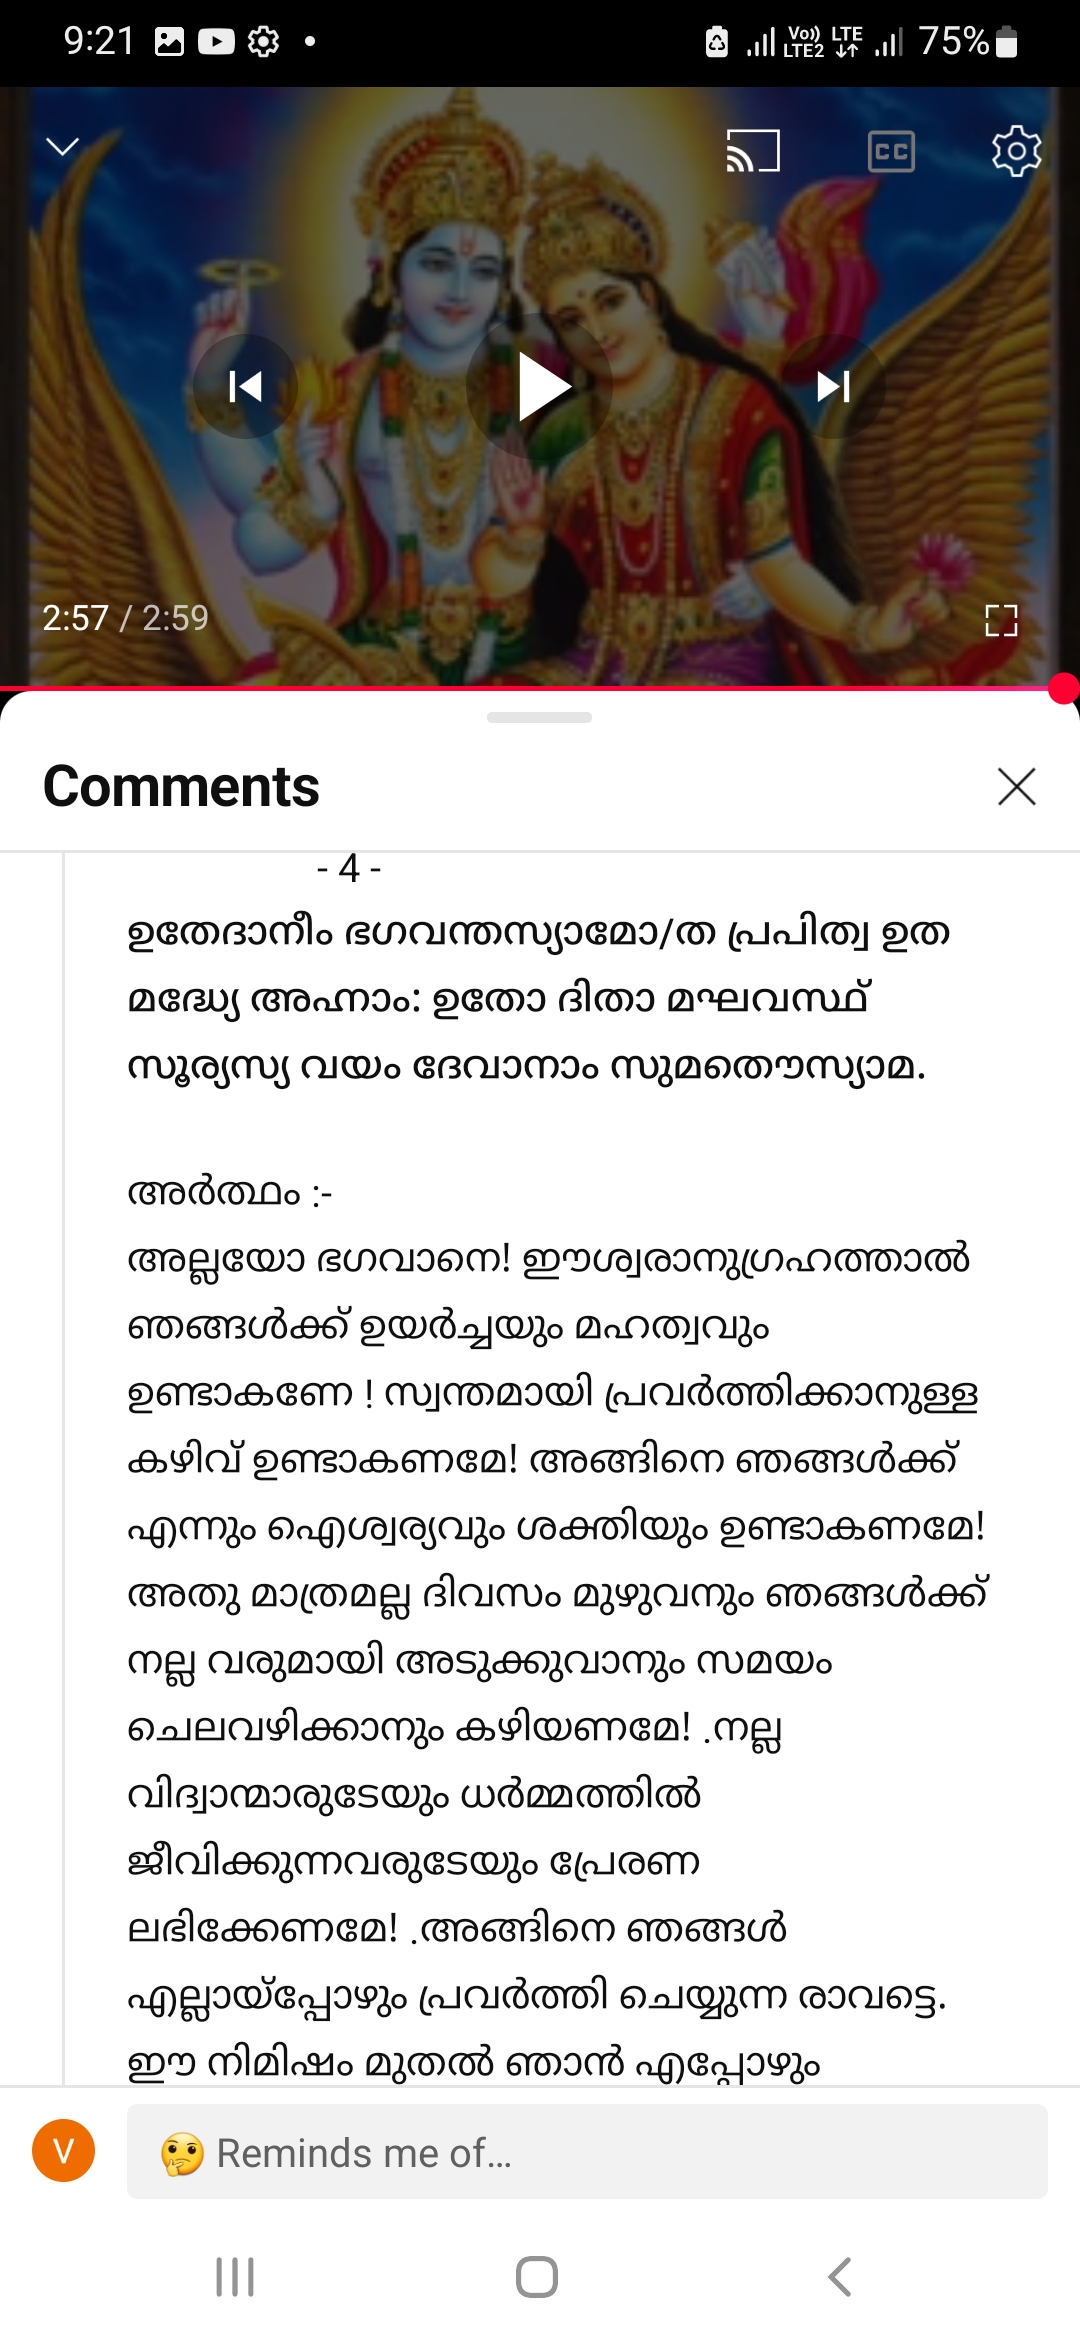 9:21
Vo)) LTE2 LTE 75%
CC
2:57 / 2:59
Comments
- 4 -
ഉതേദാനീം ഭഗവന്തസ്യാമോ/ത പ്രപിത്വ ഉത
മദ്ധ്യേ അഹ്നാം: ഉതോ ദിതാ മഘവസ്ഥ്
സൂര്യസ്യ വയം ദേവാനാം സുമതൌസ്യാമ.
അർത്ഥം :-
അല്ലയോ ഭഗവാനെ! ഈശ്വരാനുഗ്രഹത്താൽ
ഞങ്ങൾക്ക് ഉയർച്ചയും മഹത്വവും
ഉണ്ടാകണേ ! സ്വന്തമായി പ്രവർത്തിക്കാനുള്ള
കഴിവ് ഉണ്ടാകണമേ! അങ്ങിനെ ഞങ്ങൾക്ക്
എന്നും ഐശ്വര്യവും ശക്തിയും ഉണ്ടാകണമേ!
അതു മാത്രമല്ല ദിവസം മുഴുവനും ഞങ്ങൾക്ക്
നല്ല വരുമായി അടുക്കുവാനും സമയം
ചെലവഴിക്കാനും കഴിയണമേ! .നല്ല
വിദ്വാന്മാരുടേയും ധർമ്മത്തിൽ
ജീവിക്കുന്നവരുടേയും പ്രേരണ
ലഭിക്കേണമേ! .അങ്ങിനെ ഞങ്ങൾ
എല്ലായ്പ്പോഴും പ്രവർത്തി ചെയ്യുന്ന രാവട്ടെ.
ഈ നിമിഷം മുതൽ ഞാൻ എപ്പോഴും
V
🤔 Reminds me of...